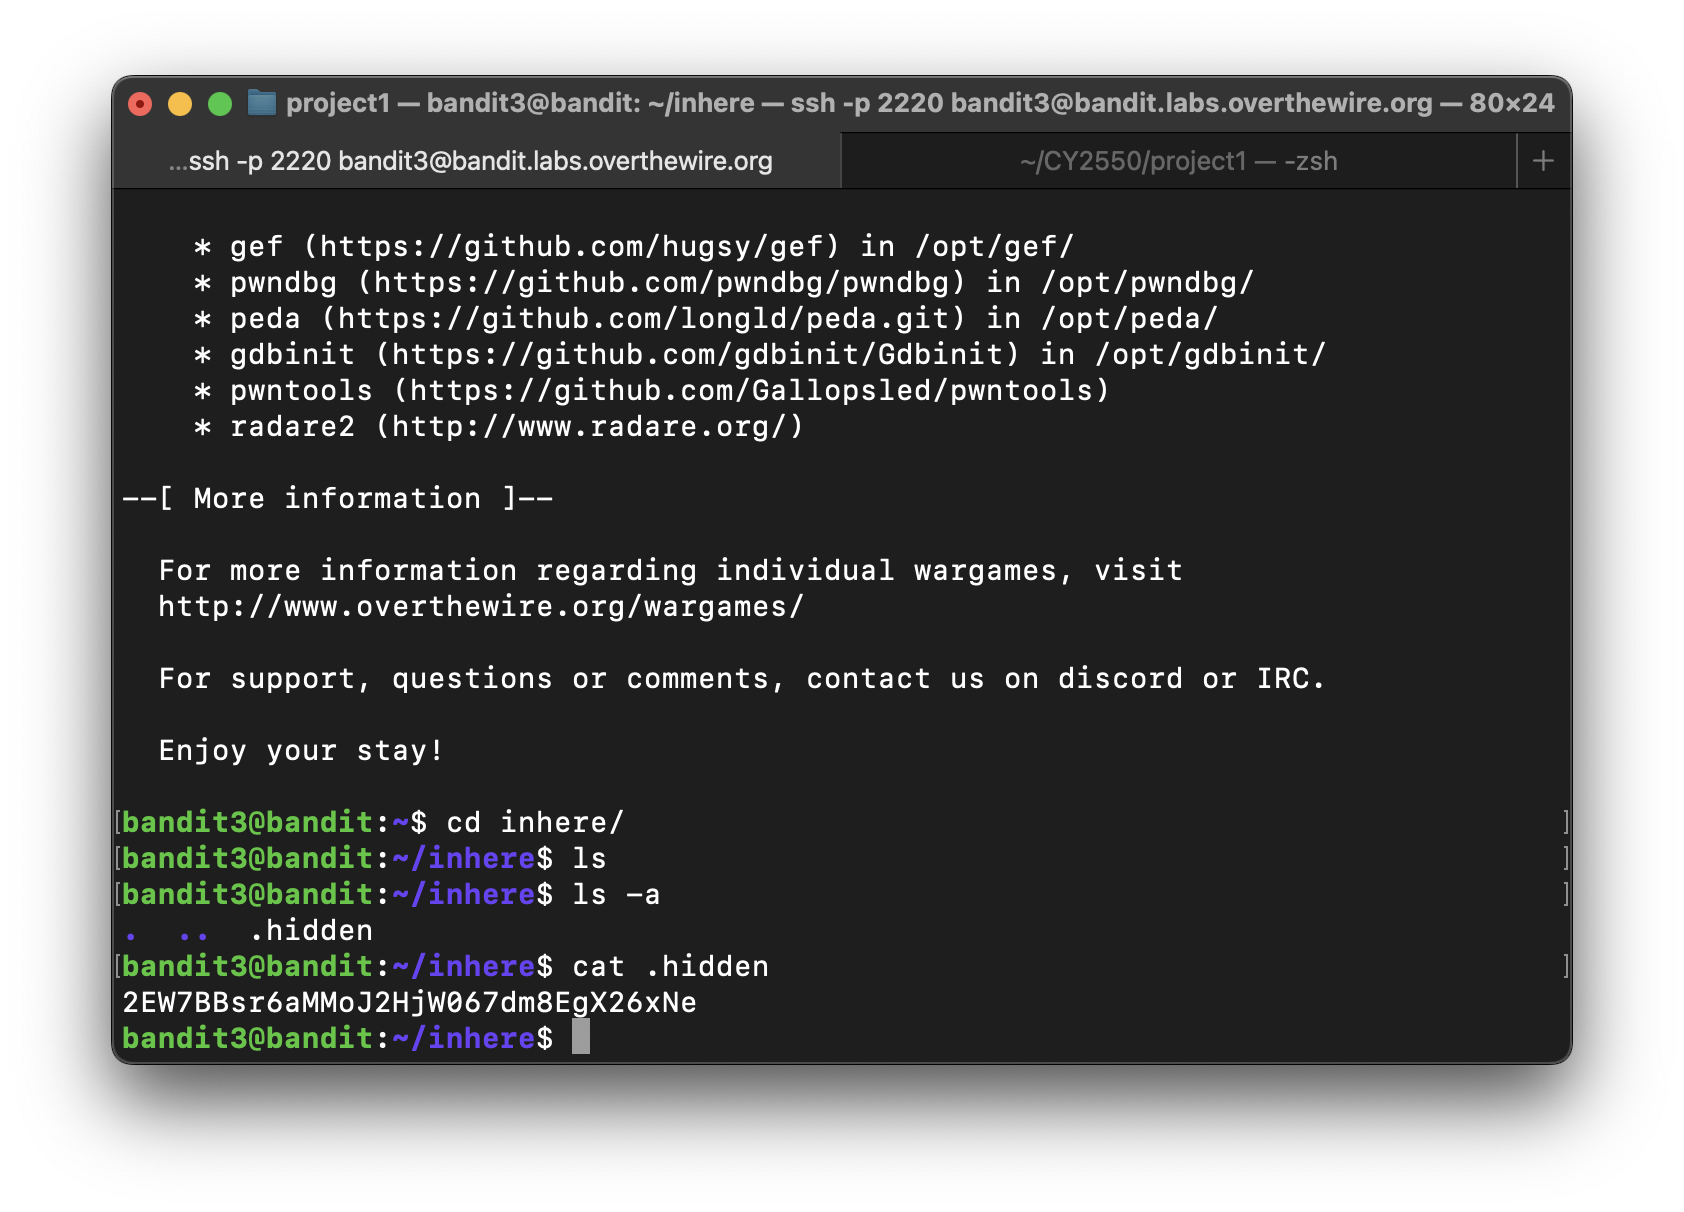 project1 — bandit3@bandit: ~/inhere — ssh -p 2220 bandit3@bandit.labs.overthewire.org — 80×24
...ssh -p 2220 bandit3@bandit.labs.overthewire.org
~/CY2550/project1 — -zsh
+
* gef (https://github.com/hugsy/gef) in /opt/gef/
* pwndbg (https://github.com/pwndbg/pwndbg) in /opt/pwndbg/
* peda (https://github.com/longld/peda.git) in /opt/peda/
* gdbinit (https://github.com/gdbinit/Gdbinit) in /opt/gdbinit/
* pwntools (https://github.com/Gallopsled/pwntools)
* radare2 (http://www.radare.org/)
--[ More information ]--
For more information regarding individual wargames, visit
http://www.overthewire.org/wargames/
For support, questions or comments, contact us on discord or IRC.
Enjoy your stay!
[bandit3@bandit:~$ cd inhere/ ]
[bandit3@bandit:~/inhere$ ls ]
[bandit3@bandit:~/inhere$ ls -a ]
. .. .hidden
[bandit3@bandit:~/inhere$ cat .hidden ]
2EW7BBsr6aMMoJ2HjW067dm8EgX26xNe
bandit3@bandit:~/inhere$